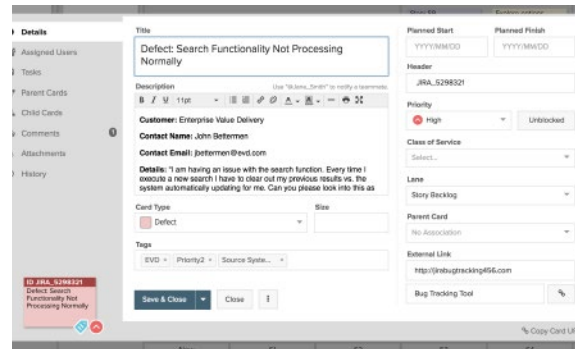 Details
Assigned Users
Tasks
Parent Cards
Child Cards
Comments 0
Attachments
History
ID JIRA_5298321
Defect: Search
Functionality Not
Processing Normally
Title
Defect: Search Functionality Not Processing
Normally
Description
Use "@Jane_Smith" to notify a teammate.
B I U 11pt A A
Customer: Enterprise Value Delivery
Contact Name: John Bettermen
Contact Email: jbettermen@evd.com
Details: "I am having an issue with the search function. Every time I
execute a new search I have to clear out my previous results vs. the
system automatically updating for me. Can you please look into this as
Card Type
Size
Defect
Tags
EVD × Priority2 × Source Syste... ×
Save & Close
Close
Planned Start
Planned Finish
YYYY/MM/DD
YYYY/MM/DD
Header
JIRA_5298321
Priority
High
Unblocked
Class of Service
Select...
Lane
Story Backlog
Parent Card
No Association
External Link
http://jirabugtracking456.com
Bug Tracking Tool
Copy Card